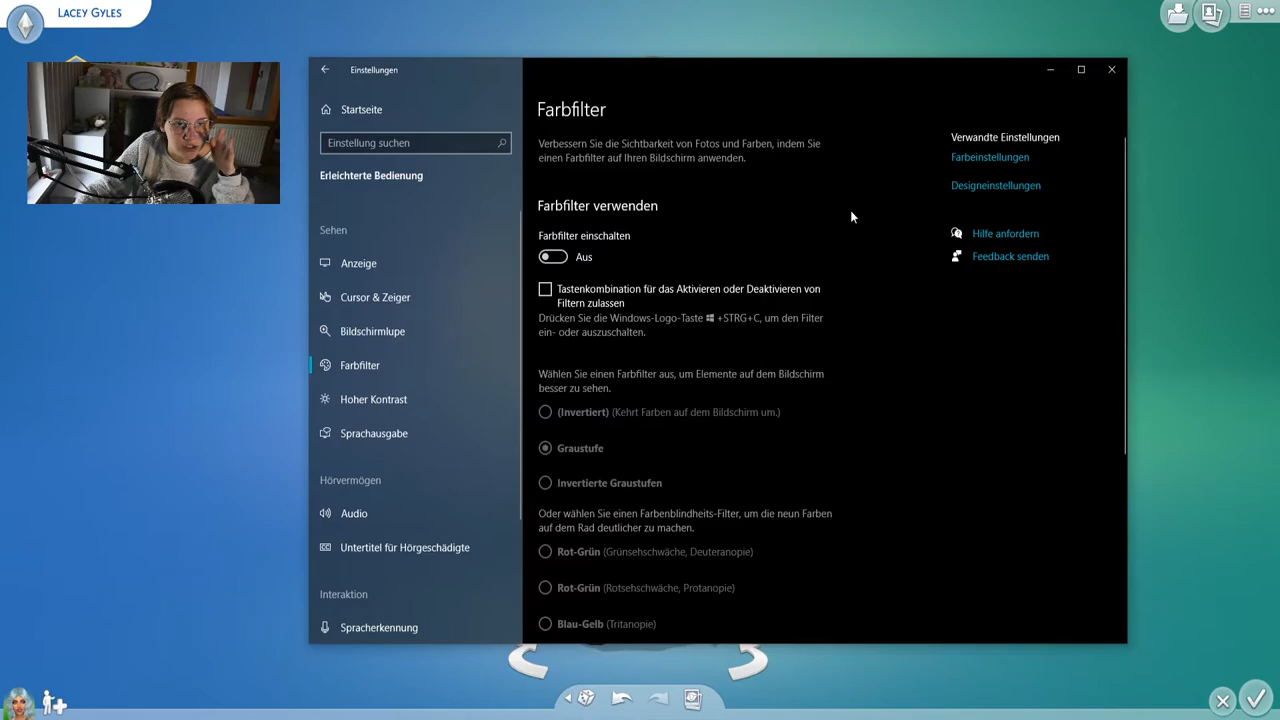 LACEY GYLES
Einstellungen
Startseite
Einstellung suchen
Erleichterte Bedienung
Sehen
Anzeige
Cursor & Zeiger
Bildschirmlupe
Farbfilter
Hoher Kontrast
Sprachausgabe
Hörvermögen
Audio
Untertitel für Hörgeschädigte
Interaktion
Spracherkennung
Farbfilter
Verbessern Sie die Sichtbarkeit von Fotos und Farben, indem Sie
einen Farbfilter auf Ihren Bildschirm anwenden.
Farbfilter verwenden
Farbfilter einschalten
Aus
Tastenkombination für das Aktivieren oder Deaktivieren von
Filtern zulassen
Drücken Sie die Windows-Logo-Taste +STRG+C, um den Filter
ein- oder auszuschalten.
Wählen Sie einen Farbfilter aus, um Elemente auf dem Bildschirm
besser zu sehen.
(Invertiert) (Kehrt Farben auf dem Bildschirm um.)
Graustufe
Invertierte Graustufen
Oder wählen Sie einen Farbenblindheits-Filter, um die neun Farben
auf dem Rad deutlicher zu machen.
Rot-Grün (Grünsehschwäche, Deuteranopie)
Rot-Grün (Rotsehschwäche, Protanopie)
Blau-Gelb (Tritanopie)
Verwandte Einstellungen
Farbeinstellungen
Designeinstellungen
Hilfe anfordern
Feedback senden